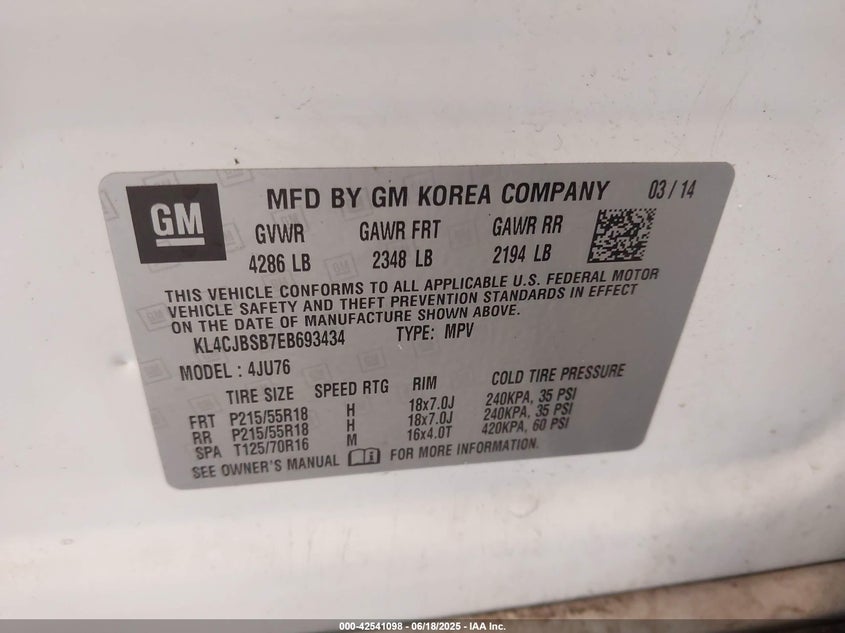 GM
MFD BY GM KOREA COMPANY 03 / 14
GVWR GAWR FRT GAWR RR
4286 LB 2348 LB 2194 LB
THIS VEHICLE CONFORMS TO ALL APPLICABLE U.S. FEDERAL MOTOR
VEHICLE SAFETY AND THEFT PREVENTION STANDARDS IN EFFECT
ON THE DATE OF MANUFACTURE SHOWN ABOVE.
KL4CJBSB7EB693434 TYPE: MPV
MODEL : 4JU76
TIRE SIZE SPEED RTG RIM COLD TIRE PRESSURE
FRT P215/55R18 H 18x7.0J 240KPA, 35 PSI
RR P215/55R18 H 18x7.0J 240KPA, 35 PSI
SPA T125/70R16 M 16x4.0T 420KPA, 60 PSI
SEE OWNER'S MANUAL FOR MORE INFORMATION.
000-42541098 - 06/18/2025 - IAA Inc.